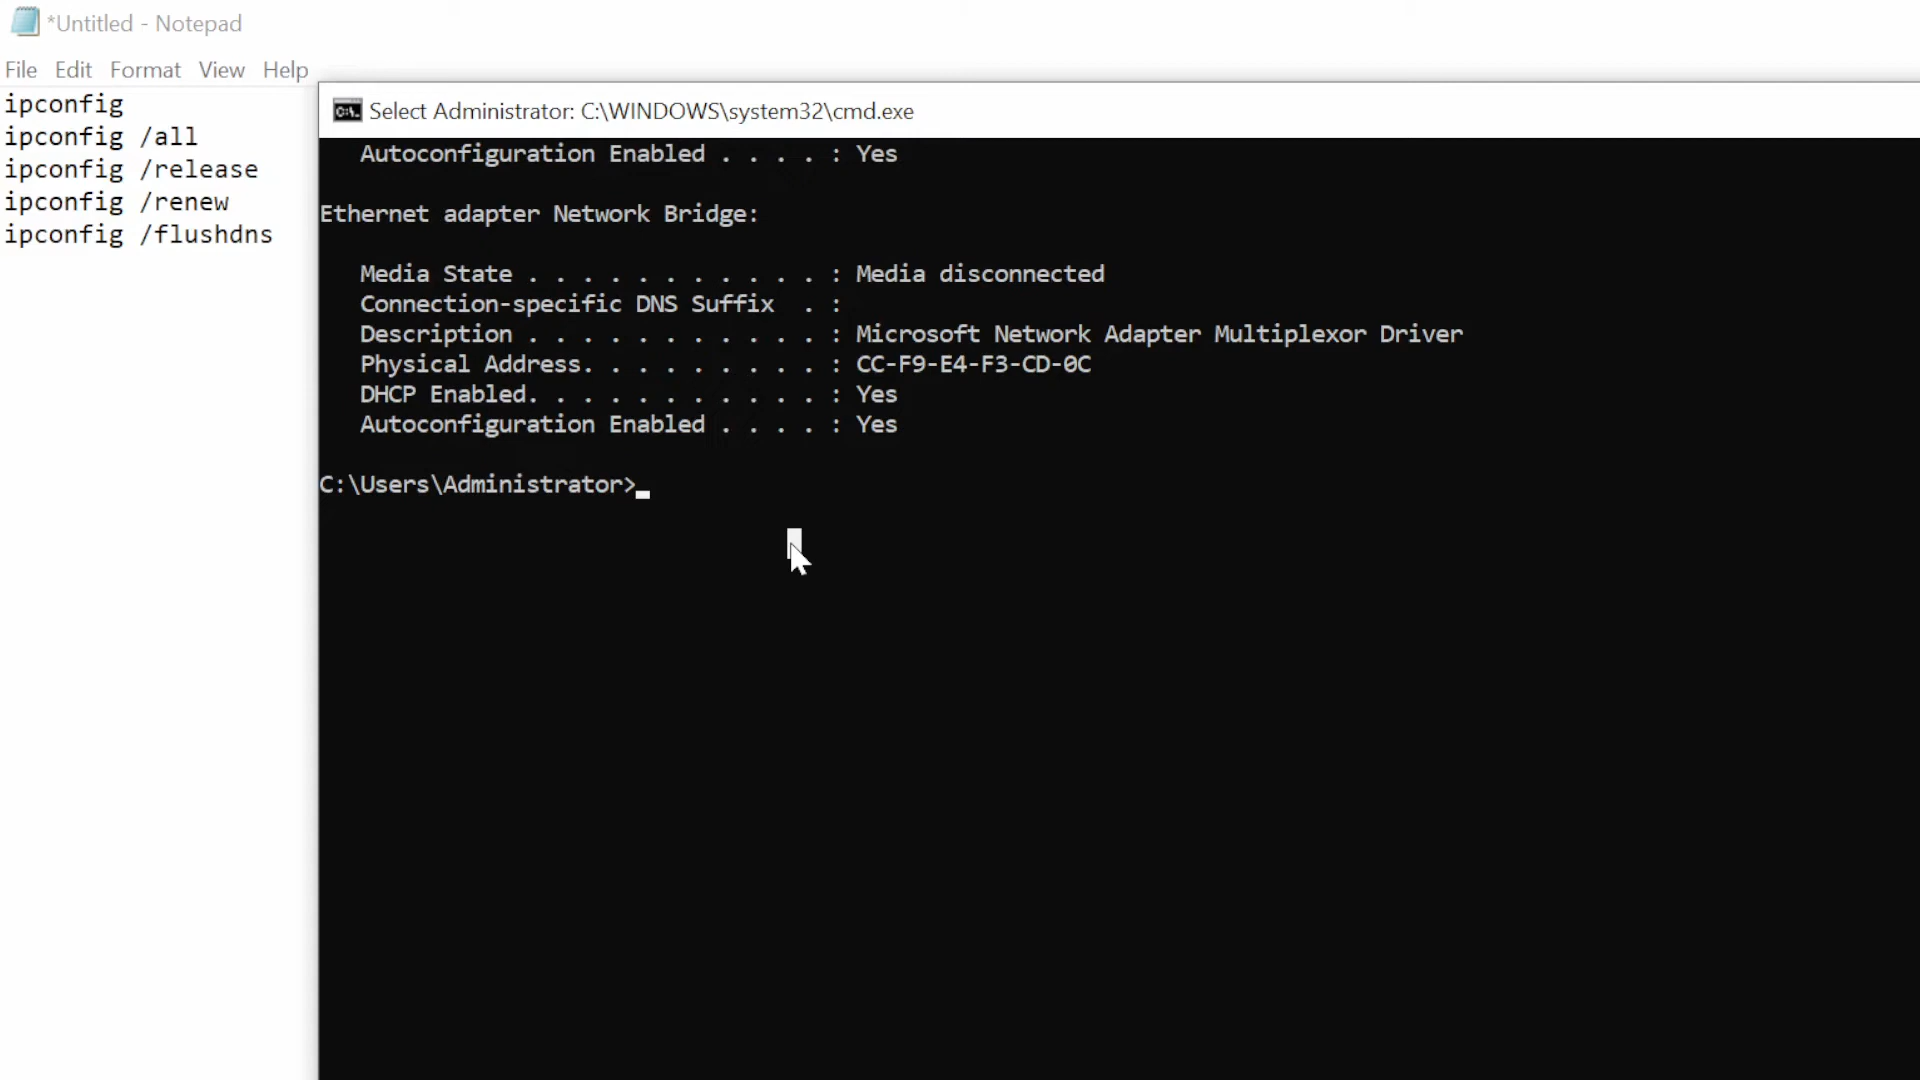 *Untitled - Notepad
File Edit Format View Help
ipconfig
ipconfig /all
ipconfig /release
ipconfig /renew
ipconfig /flushdns
Select Administrator: C:\WINDOWS\system32\cmd.exe
Autoconfiguration Enabled . . . . : Yes
Ethernet adapter Network Bridge:
Media State . . . . . . . . . . . : Media disconnected
Connection-specific DNS Suffix  . :
Description . . . . . . . . . . . : Microsoft Network Adapter Multiplexor Driver
Physical Address. . . . . . . . . : CC-F9-E4-F3-CD-0C
DHCP Enabled. . . . . . . . . . . : Yes
Autoconfiguration Enabled . . . . : Yes
C:\Users\Administrator>